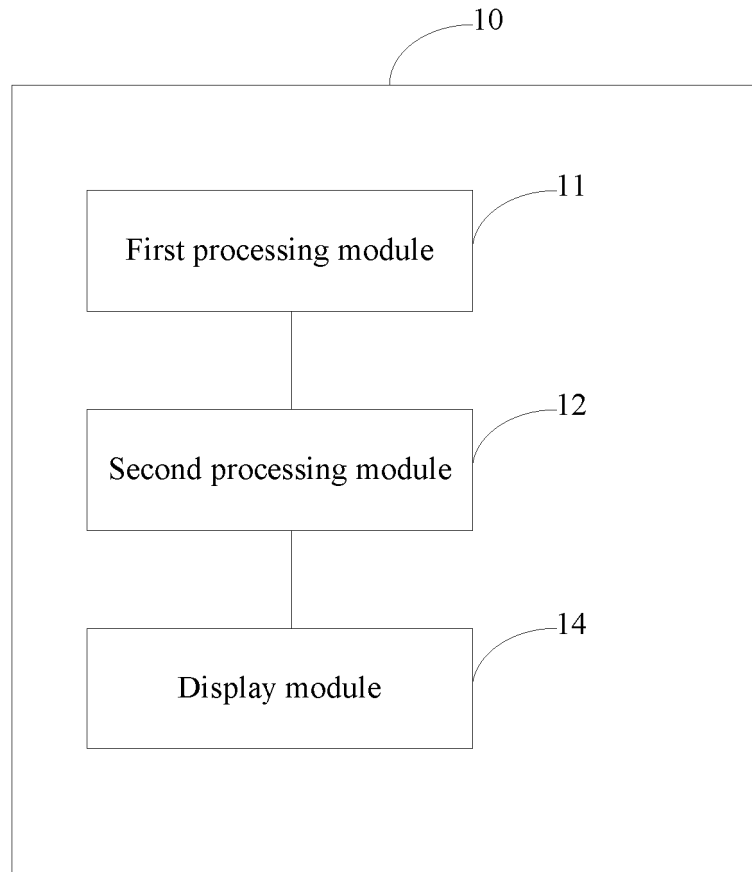 10
11
First processing module
12
Second processing module
14
Display module